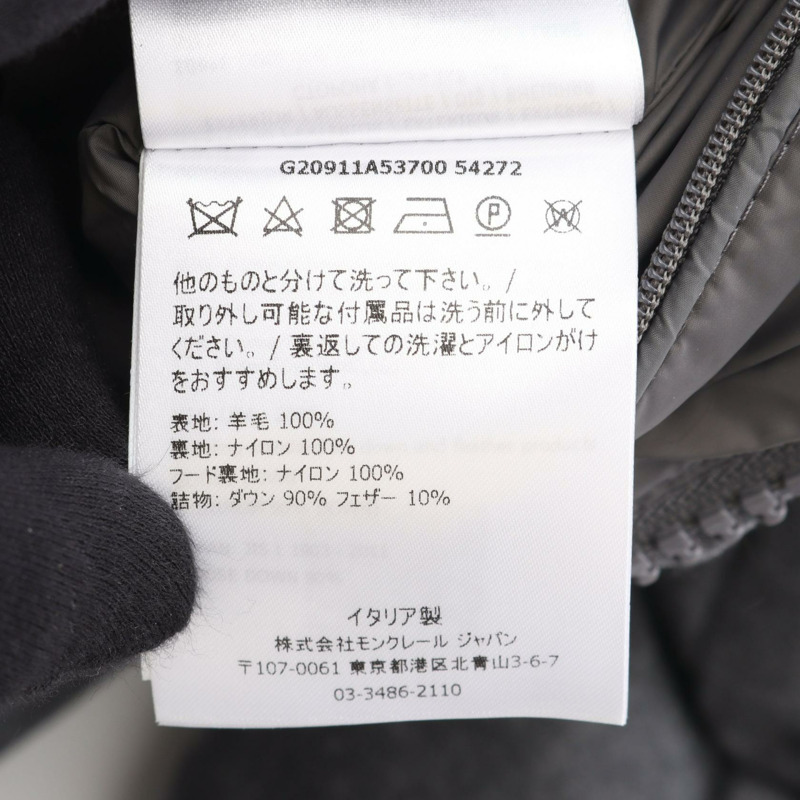 G20911A53700 54272
他のものと分けて洗って下さい。/
取り外し可能な付属品は洗う前に外して
ください。/ 裏返しての洗濯とアイロンがけ
をおすすめします。
表地: 羊毛 100%
裏地: ナイロン 100%
フード裏地: ナイロン 100%
詰物: ダウン 90% フェザー 10%
イタリア製
株式会社モンクレール ジャパン
〒107-0061 東京都港区北青山3-6-7
03-3486-2110